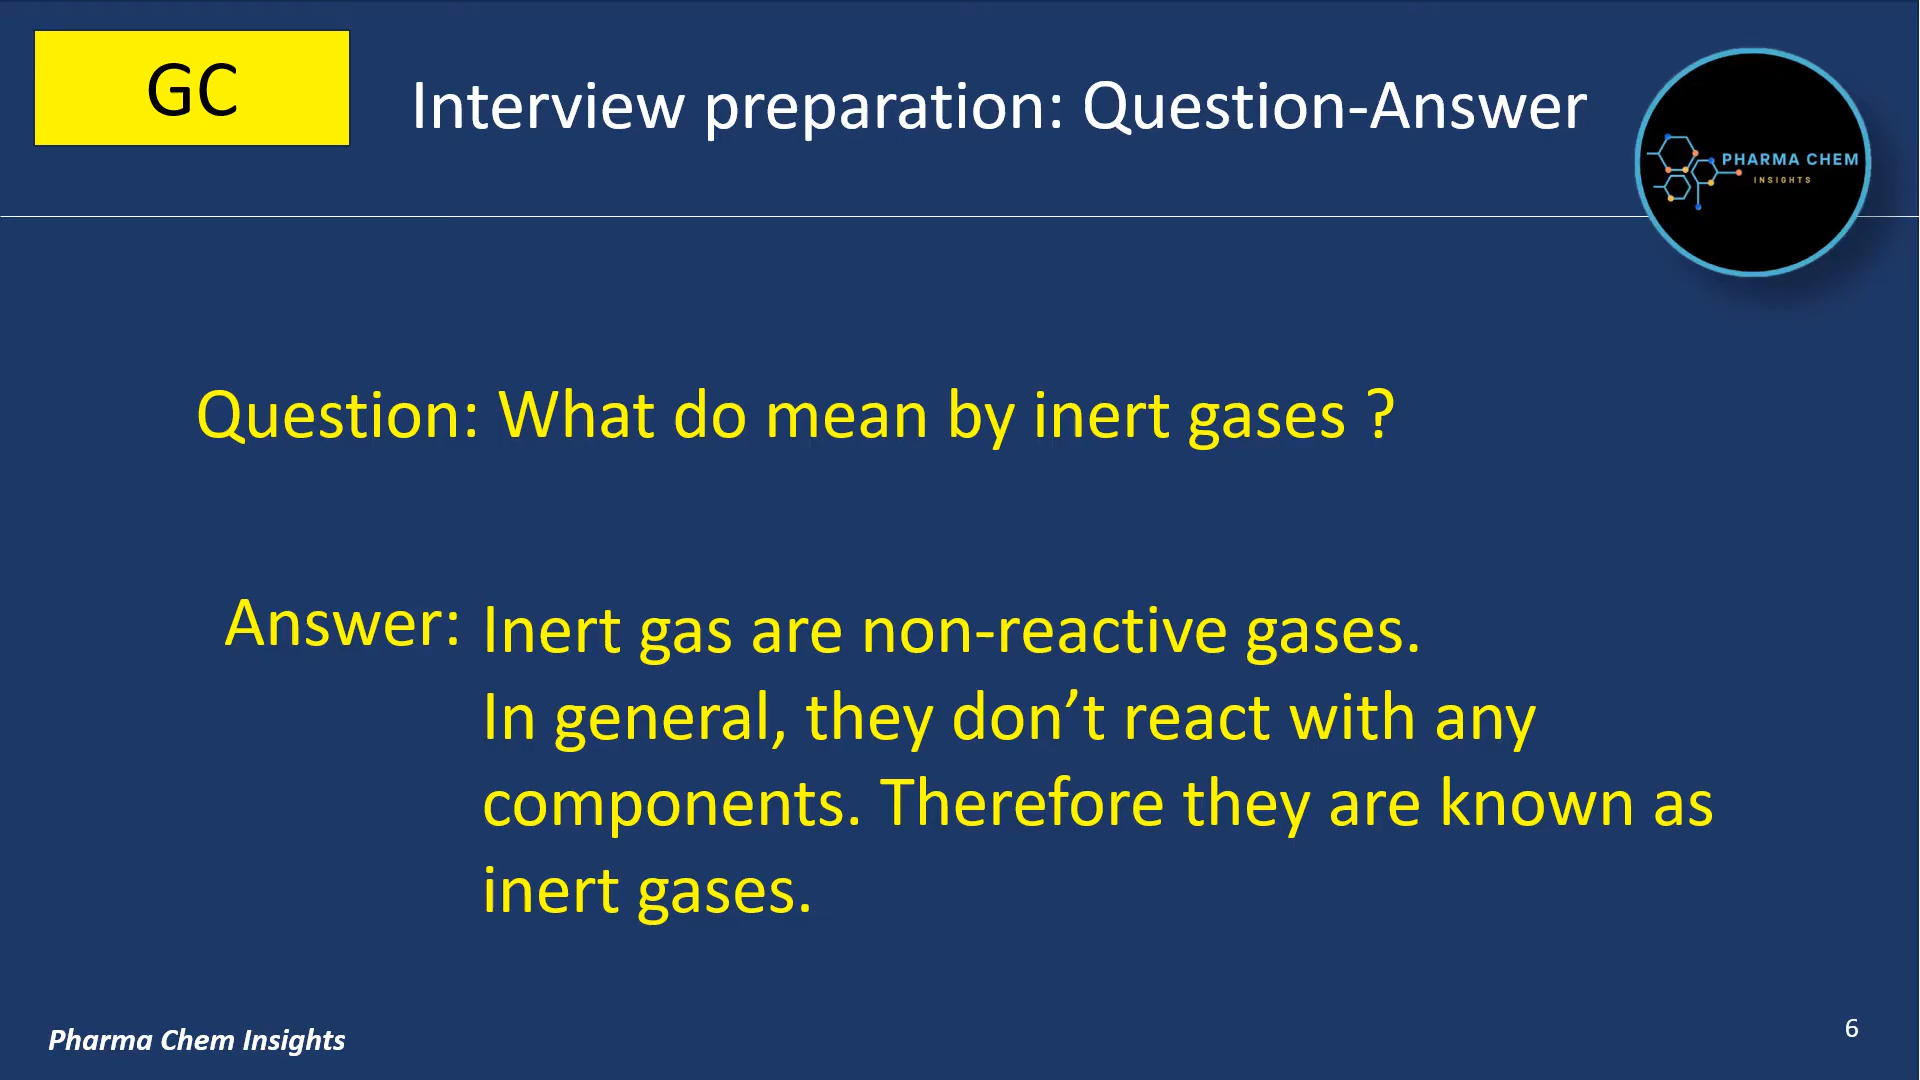 GC
Interview preparation: Question-Answer
PHARMA CHEM
INSIGHTS
Question: What do mean by inert gases ?
Answer: Inert gas are non-reactive gases.
In general, they don’t react with any
components. Therefore they are known as
inert gases.
Pharma Chem Insights
6